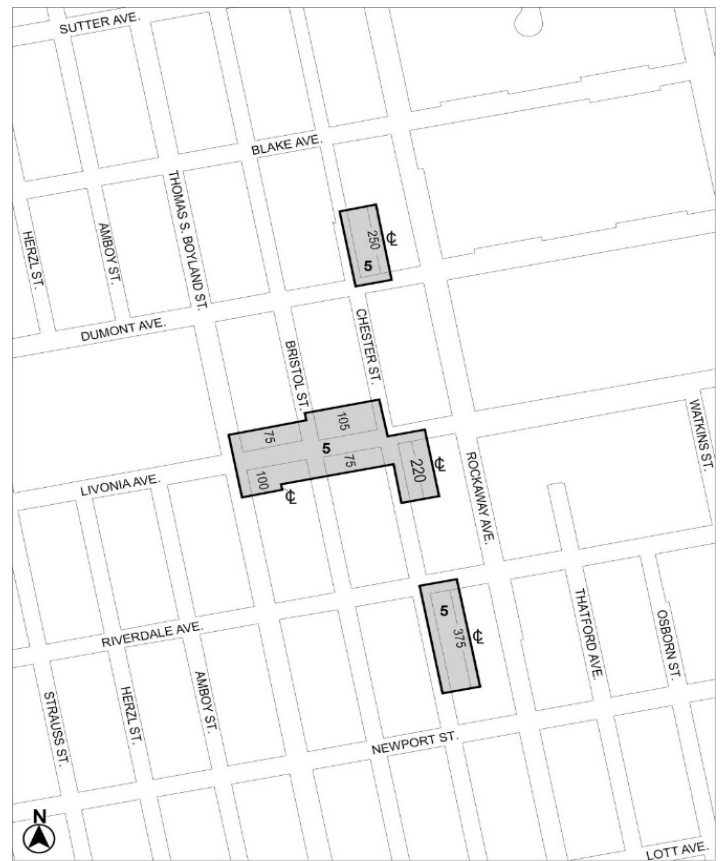 SUTTER AVE.
BLAKE AVE.
THOMAS S. BOYLAND ST.
AMBOY ST.
HERZL ST.
250
℄
5
DUMONT AVE.
CHESTER ST.
BRISTOL ST.
75
105
5
75
100
℄
220
℄
WATKINS ST.
LIVONIA AVE.
ROCKAWAY AVE.
5
375
℄
RIVERDALE AVE.
THATFORD AVE.
OSBORN ST.
STRAUSS ST.
HERZL ST.
AMBOY ST.
NEWPORT ST.
N
LOTT AVE.